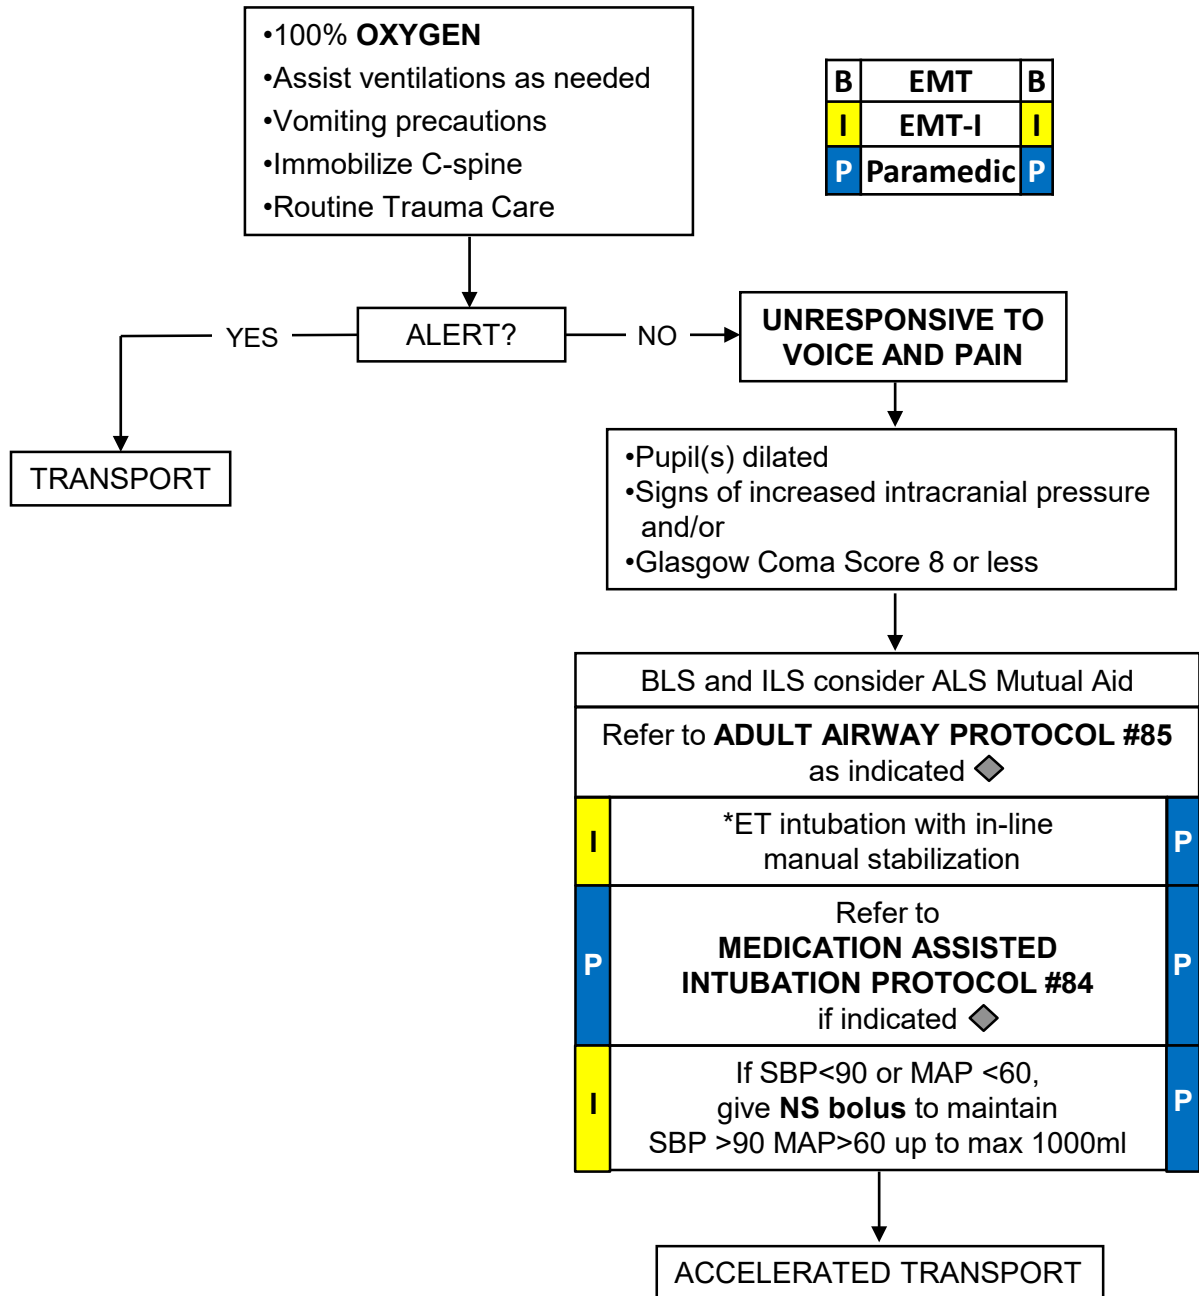 •100% OXYGEN
•Assist ventilations as needed
•Vomiting precautions
•Immobilize C-spine
•Routine Trauma Care
B EMT B
I EMT-I I
P Paramedic P
YES
ALERT?
NO
UNRESPONSIVE TO
VOICE AND PAIN
TRANSPORT
•Pupil(s) dilated
•Signs of increased intracranial pressure
and/or
•Glasgow Coma Score 8 or less
BLS and ILS consider ALS Mutual Aid
Refer to ADULT AIRWAY PROTOCOL #85
as indicated
I
*ET intubation with in-line
manual stabilization
P
P
Refer to
MEDICATION ASSISTED
INTUBATION PROTOCOL #84
if indicated
P
I
If SBP<90 or MAP <60,
give NS bolus to maintain
SBP >90 MAP>60 up to max 1000ml
P
ACCELERATED TRANSPORT